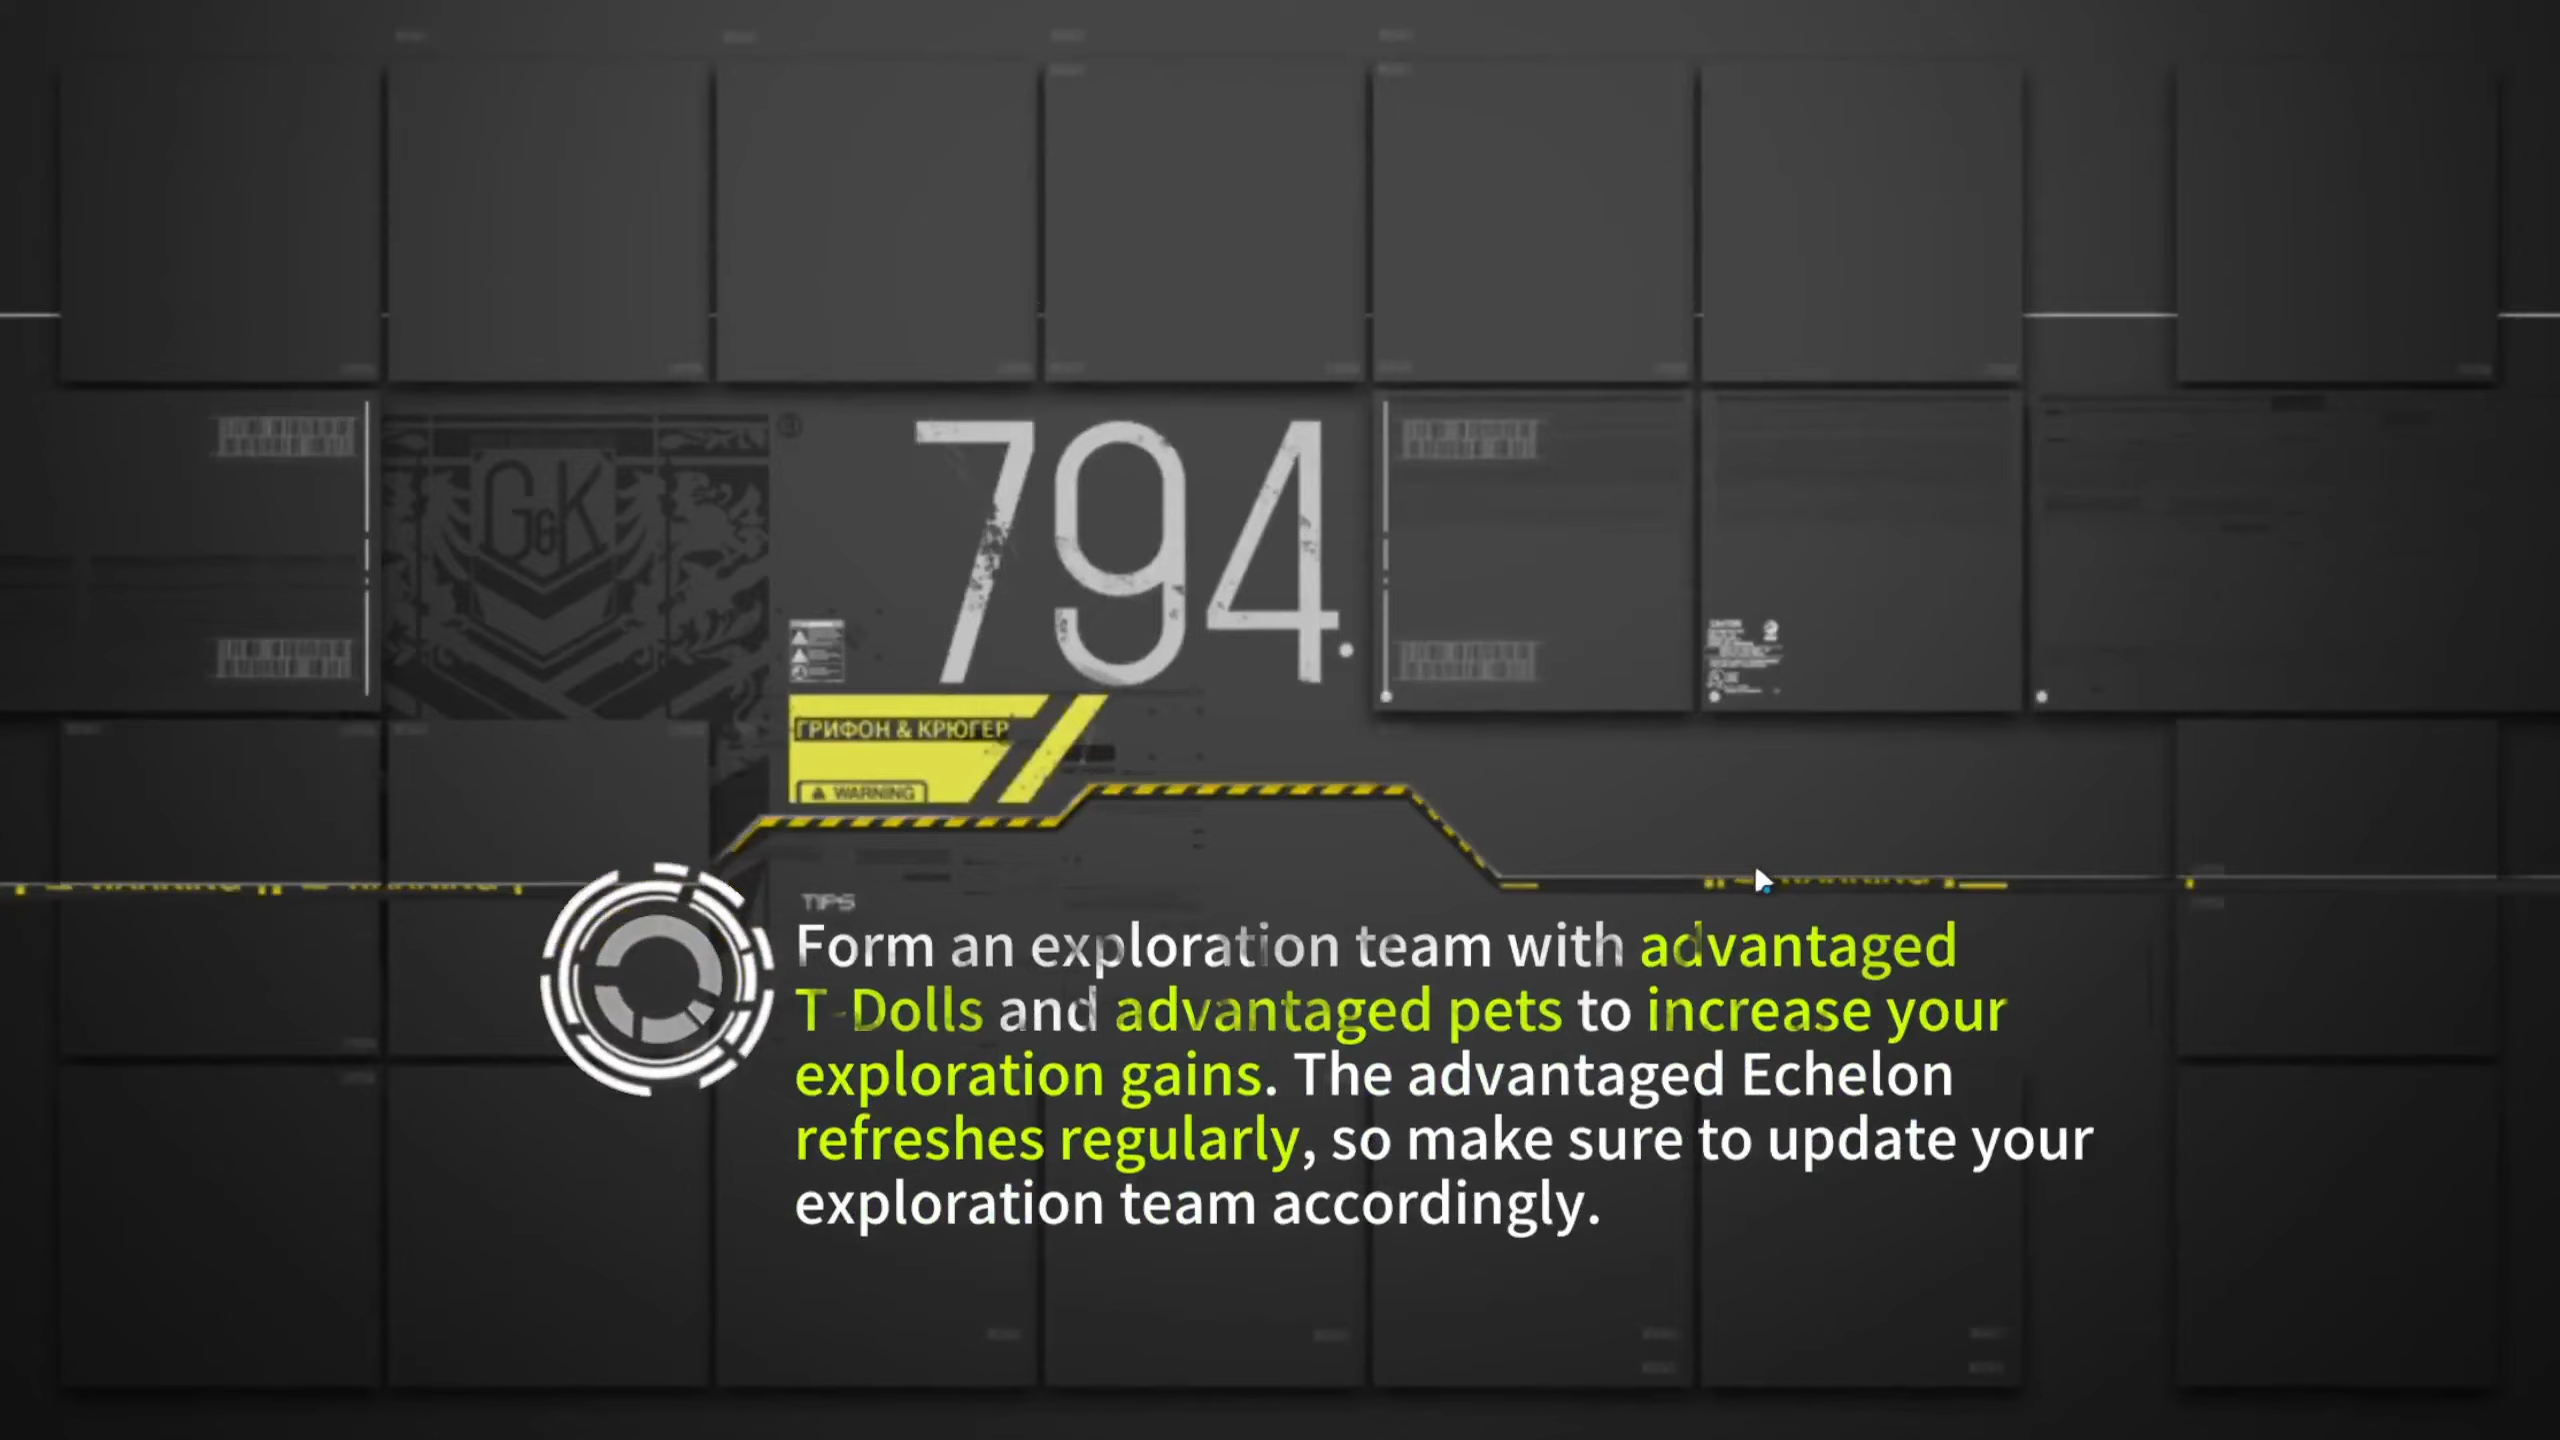 G&K
794.
ГРИФОН & КРЮГЕР
WARNING
TIPS
Form an exploration team with advantaged
T-Dolls and advantaged pets to increase your
exploration gains. The advantaged Echelon
refreshes regularly, so make sure to update your
exploration team accordingly.